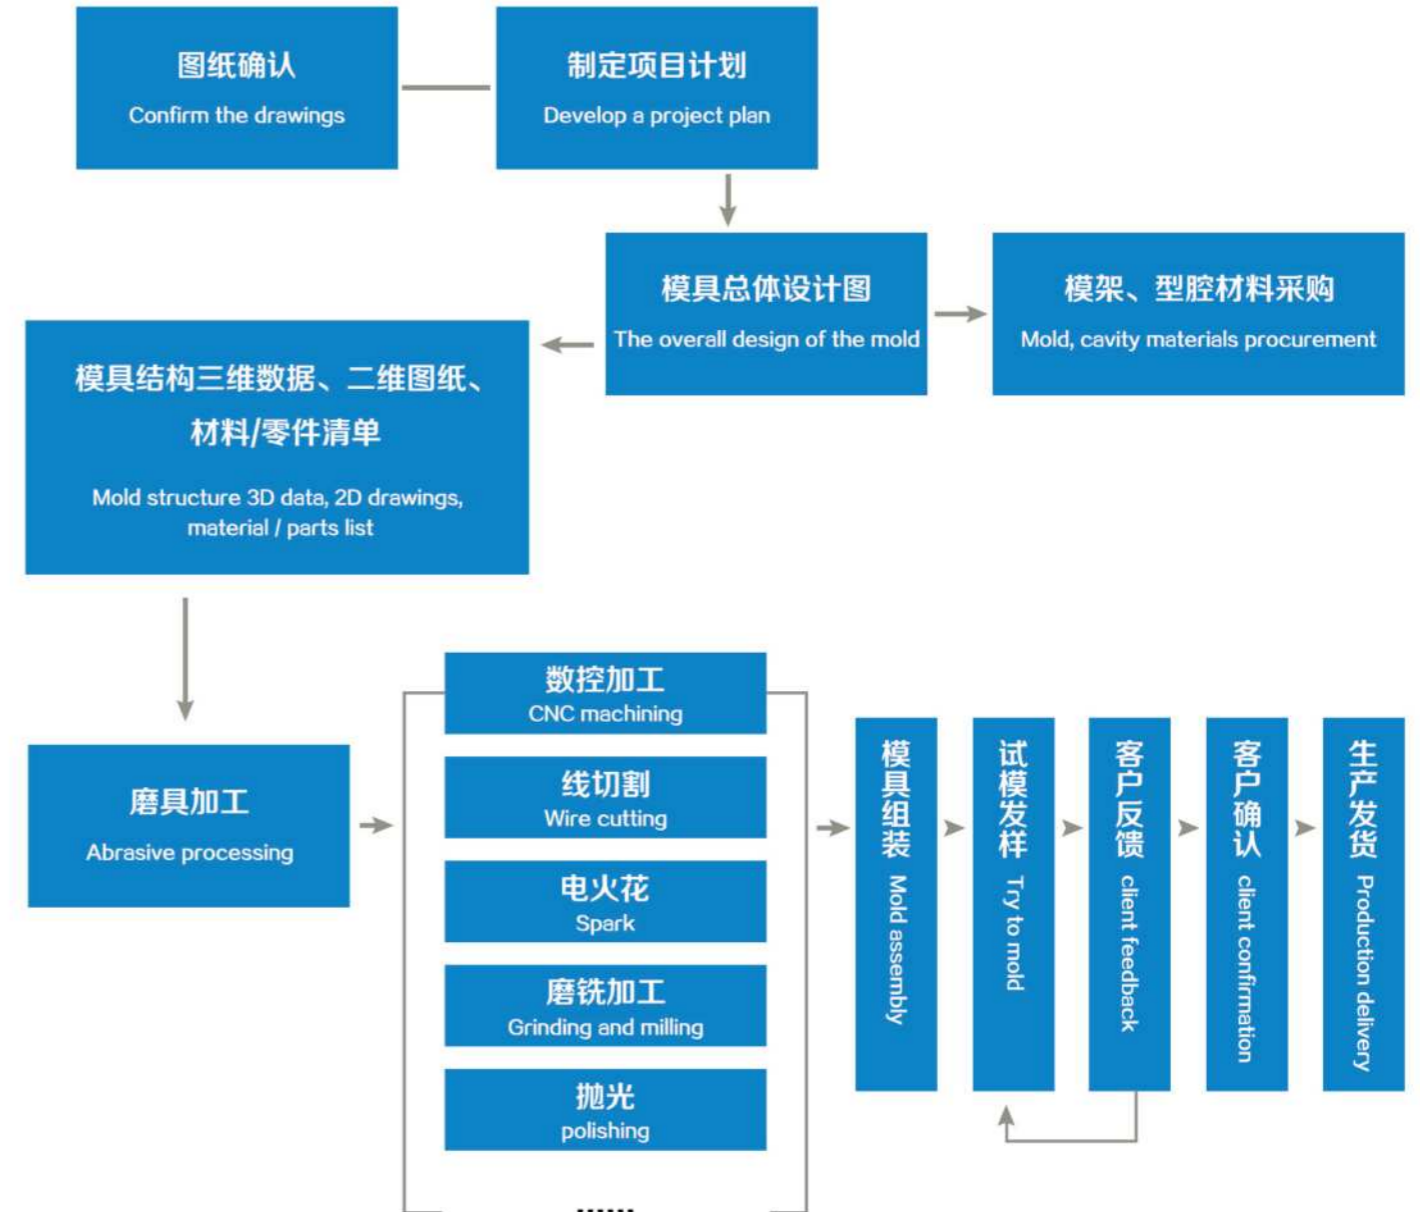 图纸确认
Confirm the drawings
制定项目计划
Develop a project plan
模具总体设计图
The overall design of the mold
模架、型腔材料采购
Mold, cavity materials procurement
模具结构三维数据、二维图纸、
材料/零件清单
Mold structure 3D data, 2D drawings,
material / parts list
磨具加工
Abrasive processing
数控加工
CNC machining
线切割
Wire cutting
电火花
Spark
磨铣加工
Grinding and milling
抛光
polishing
......
模具组装 Mold assembly
试模发样 Try to mold
客户反馈 client feedback
客户确认 client confirmation
生产发货 Production delivery